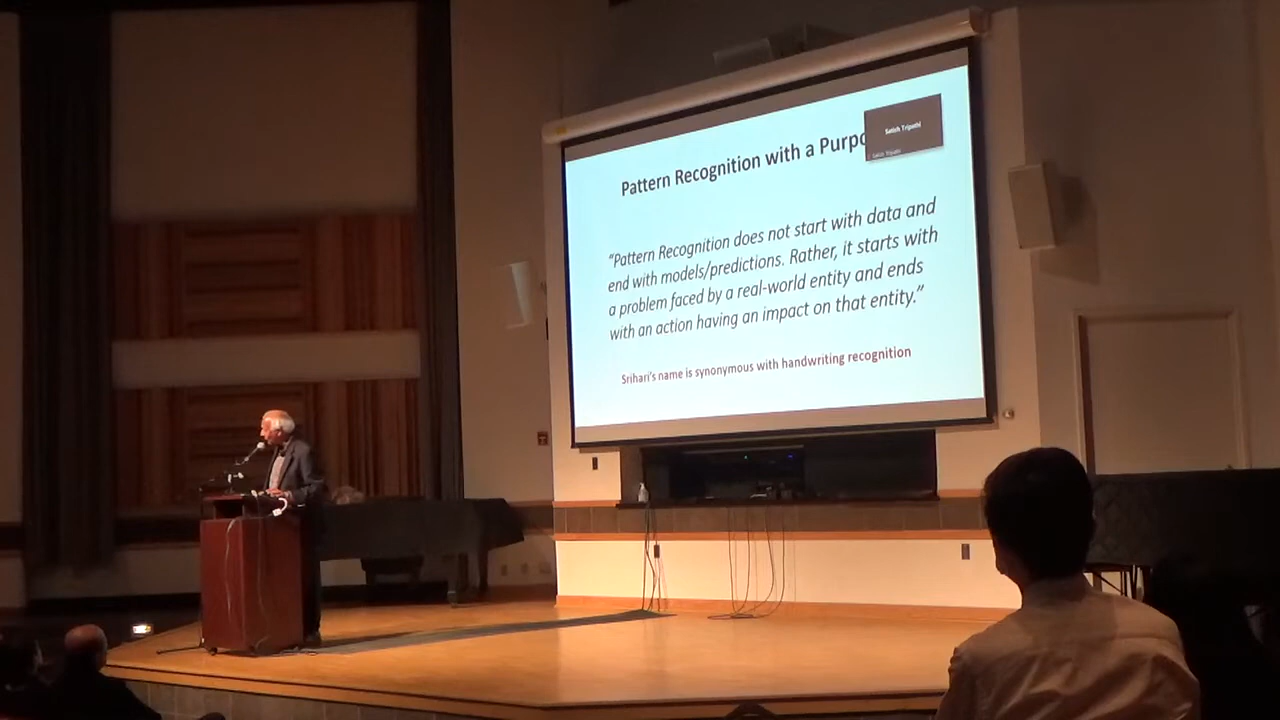 Pattern Recognition with a Purpo
Satish Tripathi
Satish Tripathi
"Pattern Recognition does not start with data and
end with models/predictions. Rather, it starts with
a problem faced by a real-world entity and ends
with an action having an impact on that entity."
Srihari's name is synonymous with handwriting recognition